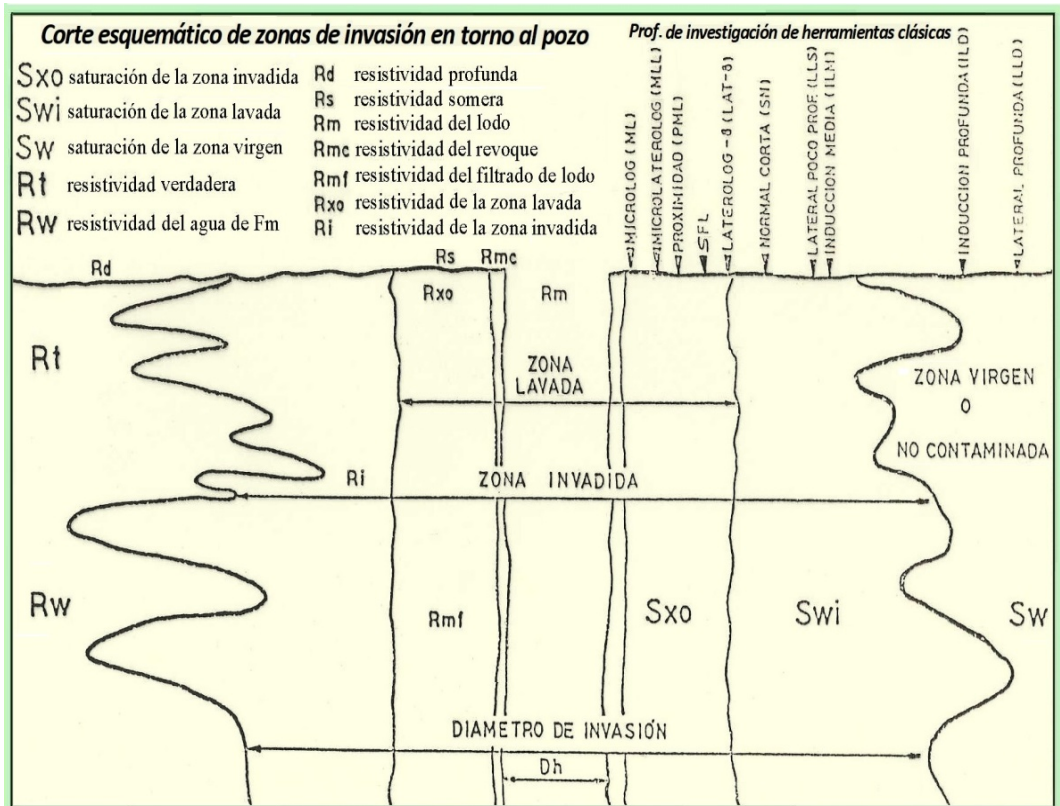 Corte esquemático de zonas de invasión en torno al pozo
Prof. de investigación de herramientas clásicas
Sxo saturación de la zona invadida
Swi saturación de la zona lavada
Sw saturación de la zona virgen
Rt resistividad verdadera
Rw resistividad del agua de Fm
Rd resistividad profunda
Rs resistividad somera
Rm resistividad del lodo
Rmc resistividad del revoque
Rmf resistividad del filtrado de lodo
Rxo resistividad de la zona lavada
Ri resistividad de la zona invadida
MICROLOG (ML)
MICROLATEROLOG (MLL)
PROXIMIDAD (PML)
SFL
LATEROLOG-8 (LAT-8)
NORMAL CORTA (SN)
LATERAL POCO PROF. (LLS)
INDUCCION MEDIA (ILM)
INDUCCION PROFUNDA (ILD)
LATERAL PROFUNDA (LLD)
Rd
Rs
Rmc
Rxo
Rm
Rt
ZONA
LAVADA
ZONA VIRGEN
O
NO CONTAMINADA
Ri
ZONA INVADIDA
Rw
Rmf
Sxo
Swi
Sw
DIAMETRO DE INVASIÓN
Dh